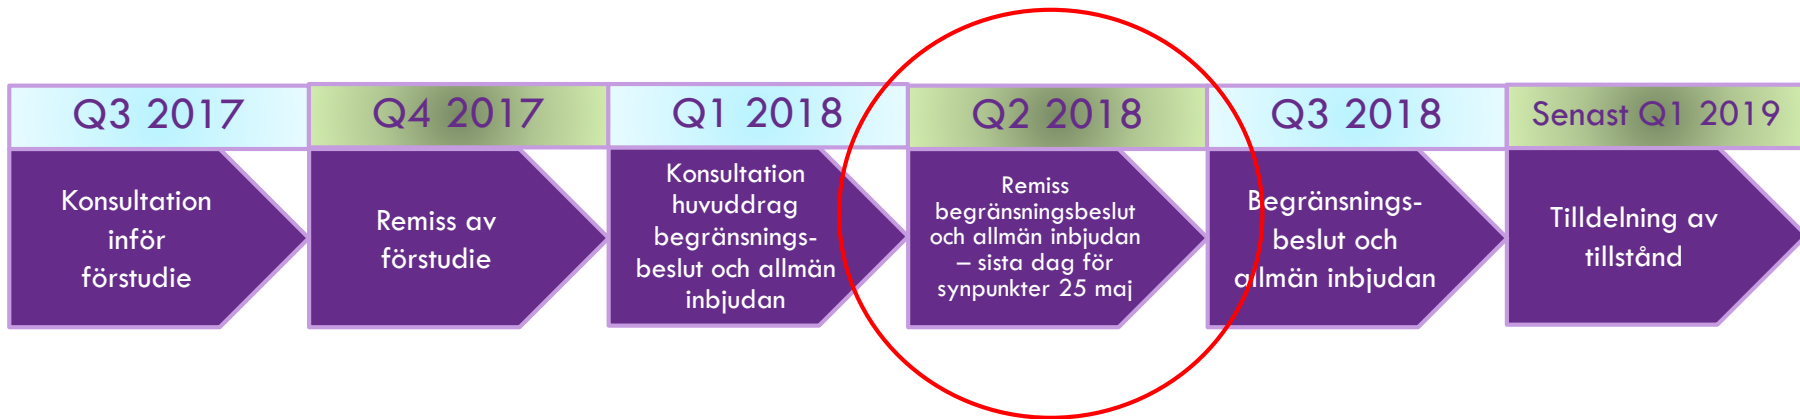 Q3 2017
Konsultation
inför
förstudie
Q4 2017
Remiss av
förstudie
Q1 2018
Konsultation
huvuddrag
begränsnings-
beslut och allmän
inbjudan
Q2 2018
Remiss
begränsningsbeslut
och allmän inbjudan
– sista dag för
synpunkter 25 maj
Q3 2018
Begränsnings-
beslut och
allmän inbjudan
Senast Q1 2019
Tilldelning av
tillstånd